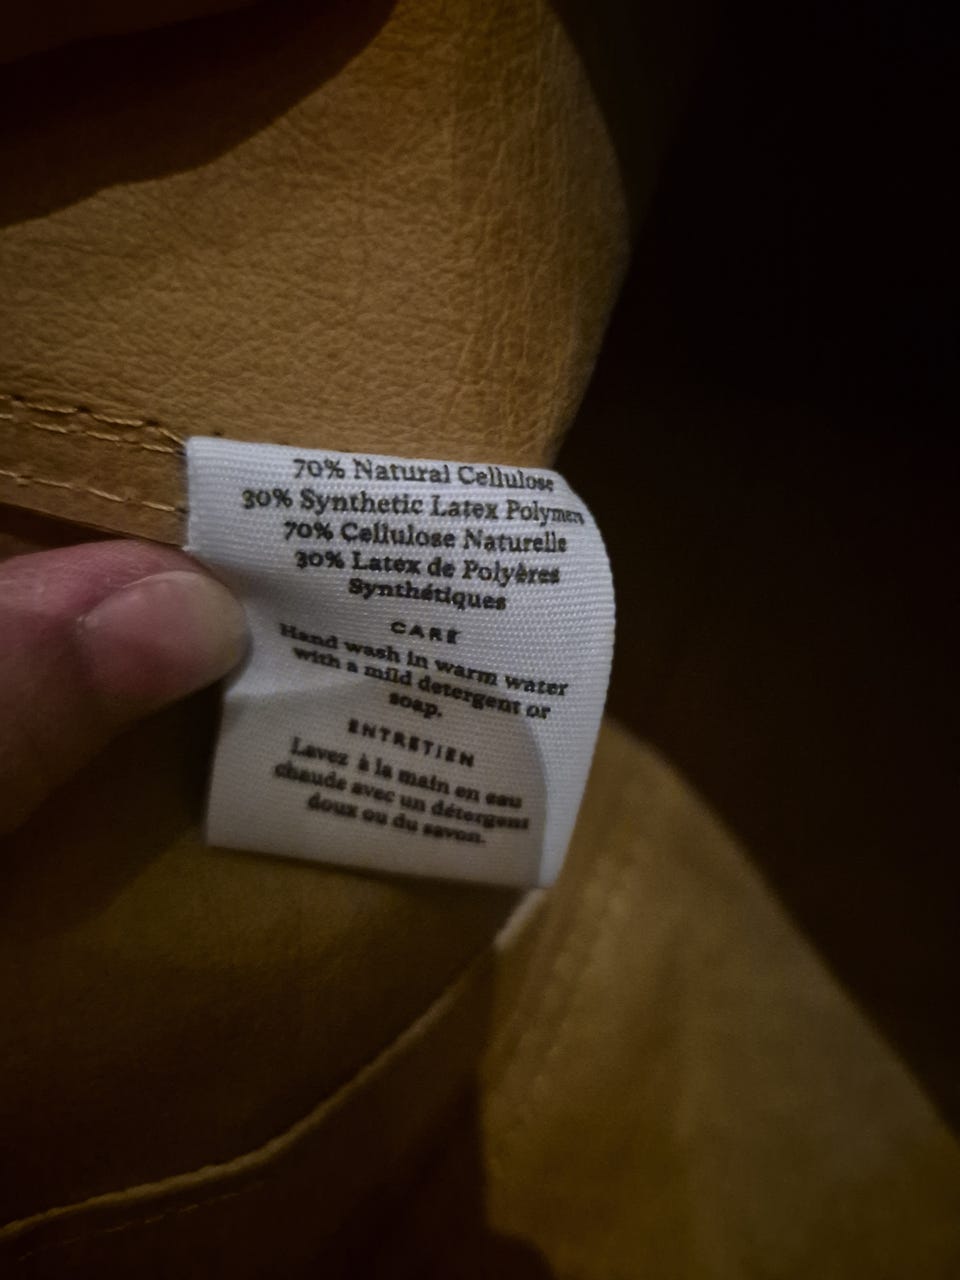 70% Natural Cellulose
30% Synthetic Latex Polymers
70% Cellulose Naturelle
30% Latex de Polyères
Synthétiques
CARE
Hand wash in warm water
with a mild detergent or
soap.
ENTRETIEN
Lavez à la main en eau
chaude avec un détergent
doux ou du savon.